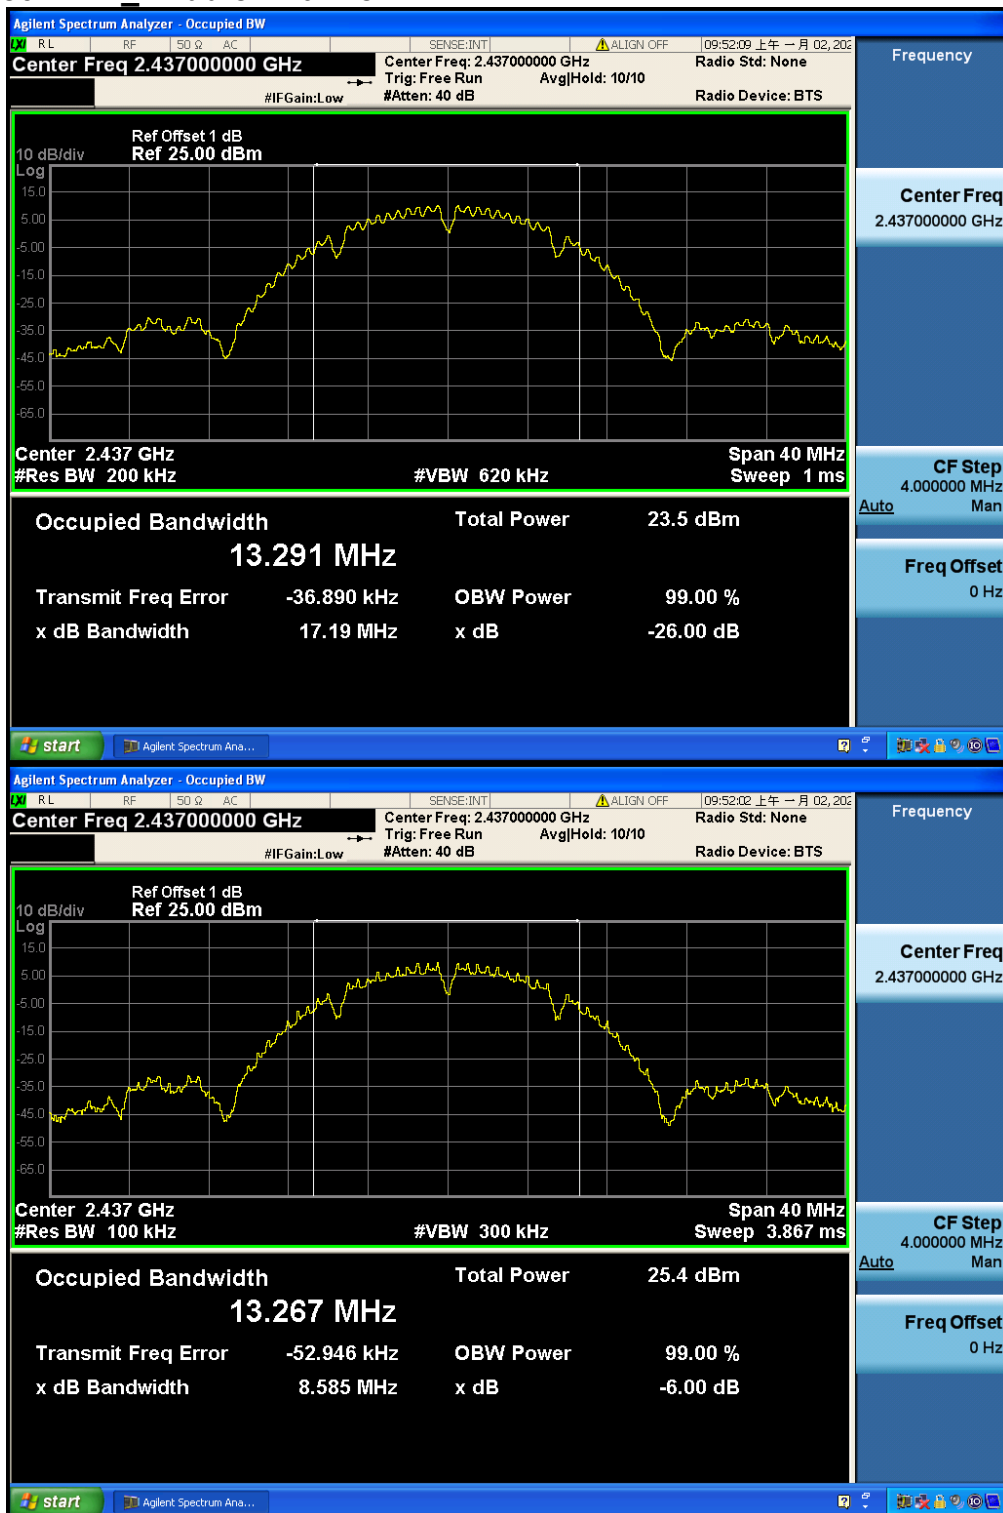 Agilent Spectrum Analyzer - Occupied BW
LXI RL RF 50 Ω AC SENSE:INT ALIGN OFF 09:52:09 上午 一月 02, 202
Center Freq 2.437000000 GHz Center Freq: 2.437000000 GHz Radio Std: None
Trig: Free Run Avg|Hold: 10/10
#IFGain:Low #Atten: 40 dB Radio Device: BTS
Frequency
Ref Offset 1 dB
10 dB/div Ref 25.00 dBm
Log
15.0
5.00
-5.00
-15.0
-25.0
-35.0
-45.0
-55.0
-65.0
Center 2.437 GHz Span 40 MHz
#Res BW 200 kHz #VBW 620 kHz Sweep 1 ms
Center Freq
2.437000000 GHz
CF Step
4.000000 MHz
Auto Man
Freq Offset
0 Hz
Occupied Bandwidth Total Power 23.5 dBm
13.291 MHz
Transmit Freq Error -36.890 kHz OBW Power 99.00 %
x dB Bandwidth 17.19 MHz x dB -26.00 dB
start Agilent Spectrum Ana...
Agilent Spectrum Analyzer - Occupied BW
LXI RL RF 50 Ω AC SENSE:INT ALIGN OFF 09:52:02 上午 一月 02, 202
Center Freq 2.437000000 GHz Center Freq: 2.437000000 GHz Radio Std: None
Trig: Free Run Avg|Hold: 10/10
#IFGain:Low #Atten: 40 dB Radio Device: BTS
Frequency
Ref Offset 1 dB
10 dB/div Ref 25.00 dBm
Log
15.0
5.00
-5.00
-15.0
-25.0
-35.0
-45.0
-55.0
-65.0
Center 2.437 GHz Span 40 MHz
#Res BW 100 kHz #VBW 300 kHz Sweep 3.867 ms
Center Freq
2.437000000 GHz
CF Step
4.000000 MHz
Auto Man
Freq Offset
0 Hz
Occupied Bandwidth Total Power 25.4 dBm
13.267 MHz
Transmit Freq Error -52.946 kHz OBW Power 99.00 %
x dB Bandwidth 8.585 MHz x dB -6.00 dB
start Agilent Spectrum Ana...